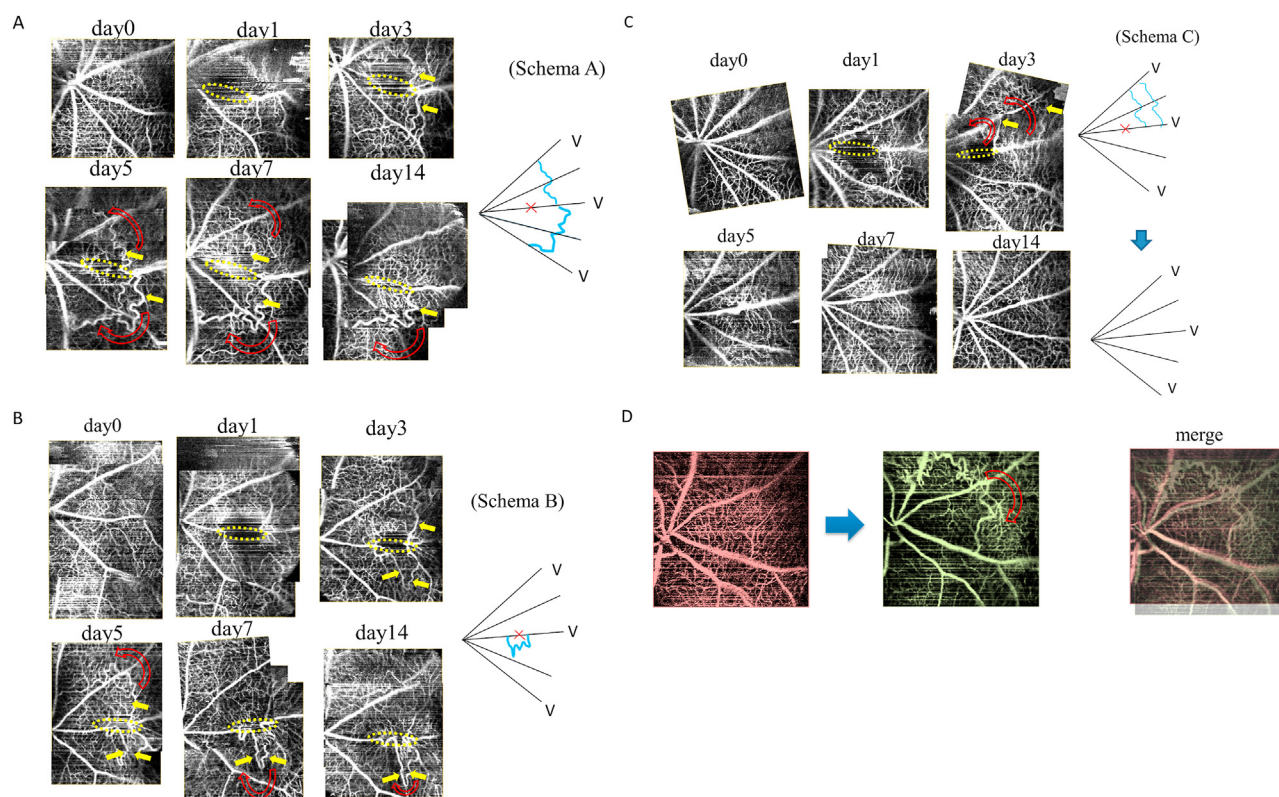 A
day0
day1
day3
(Schema A)
V
V
V
day5
day7
day14
B
day0
day1
day3
(Schema B)
V
V
V
day5
day7
day14
C
day0
day1
day3
(Schema C)
V
V
V
day5
day7
day14
V
V
V
D
merge